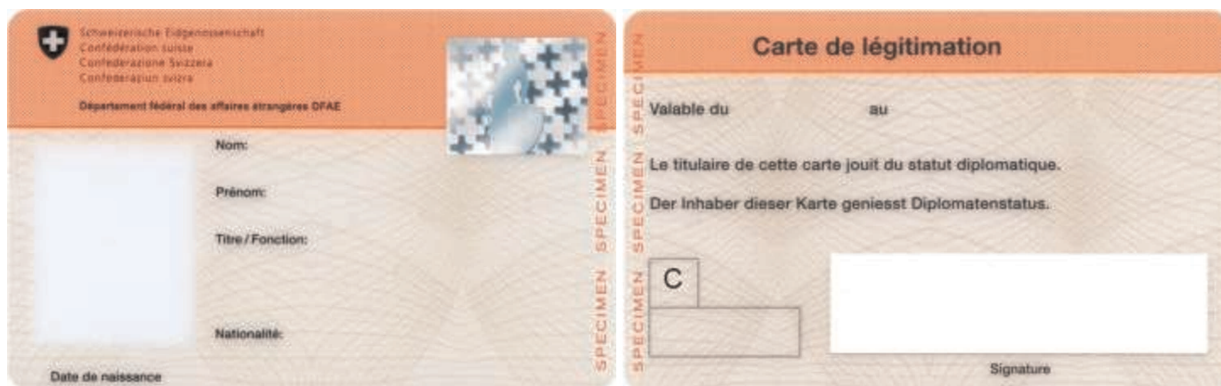 Schweizerische Eidgenossenschaft
Confédération suisse
Confederazione Svizzera
Confederaziun svizra
Département fédéral des affaires étrangères DFAE
Nom:
Prénom:
Titre/Fonction:
Nationalité:
Date de naissance
SPECIMEN SPECIMEN SPECIMEN
Carte de légitimation
Valable du au
Le titulaire de cette carte jouit du statut diplomatique.
Der Inhaber dieser Karte geniesst Diplomatenstatus.
C
Signature
SPECIMEN SPECIMEN SPECIMEN